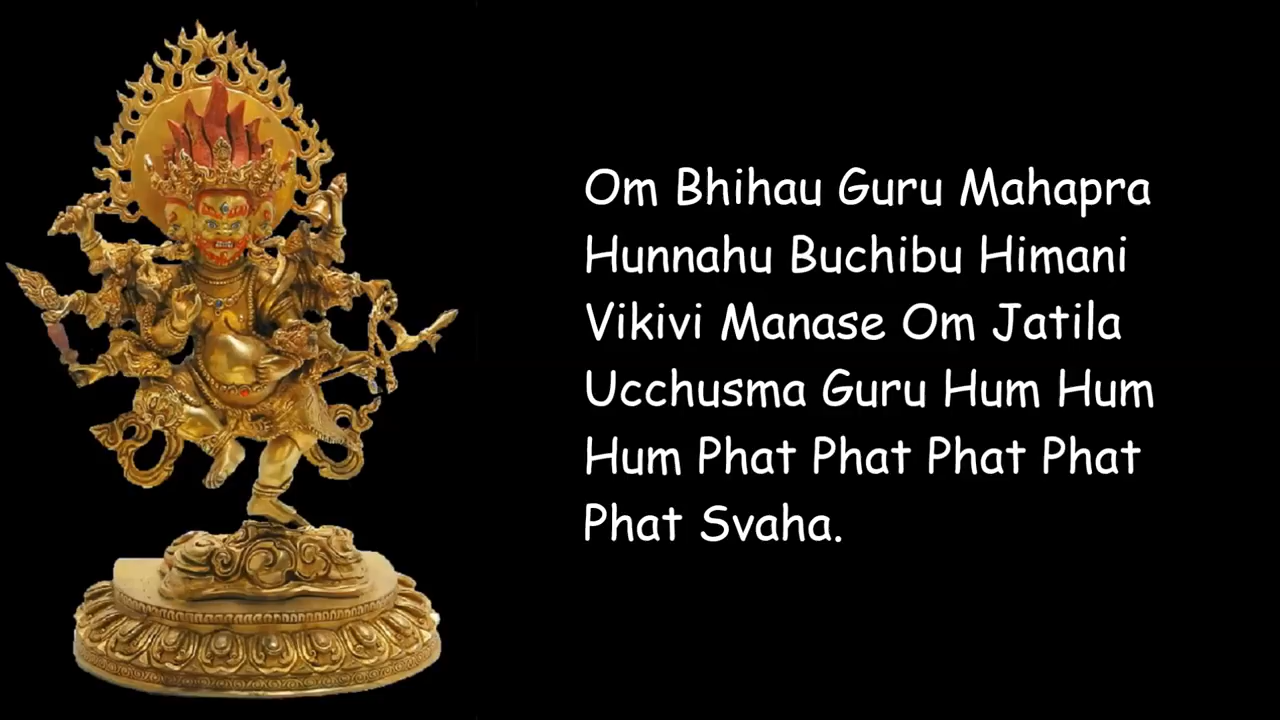 Om Bhihau Guru Mahapra
Hunnahu Buchibu Himani
Vikivi Manase Om Jatila
Ucchusma Guru Hum Hum
Hum Phat Phat Phat Phat
Phat Svaha.